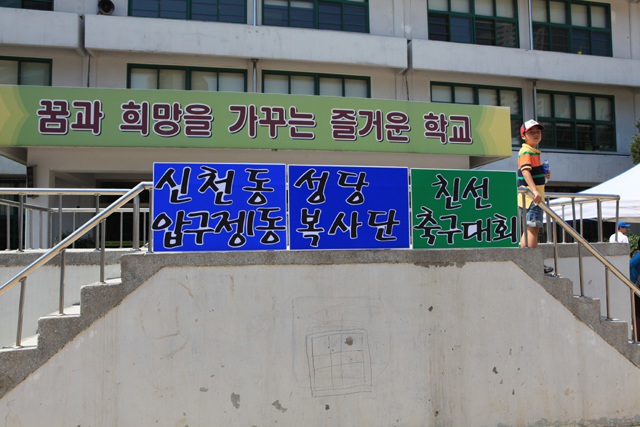 꿈과 희망을 가꾸는 즐거운 학교
신천동 성당 친선
압구정1동 복사단 축구대회